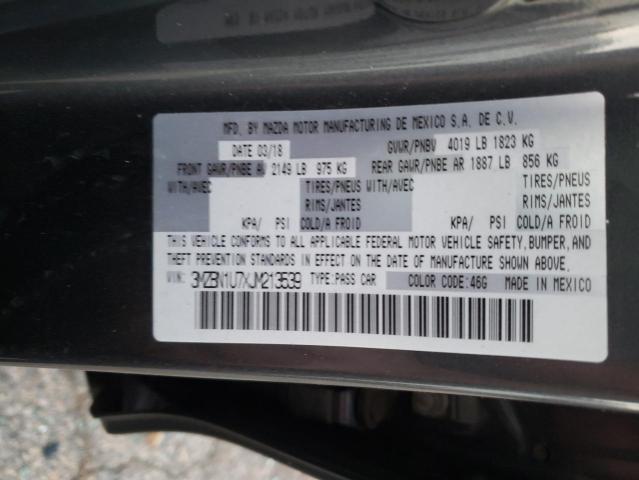 MFD. BY MAZDA MOTOR MANUFACTURING DE MEXICO S.A. DE C.V.
DATE 03/18 GVWR/PNBV 4019 LB 1823 KG
FRONT GAWR/PNBE AV 2149 LB 975 KG REAR GAWR/PNBE AR 1887 LB 856 KG
WITH/AVEC TIRES/PNEUS WITH/AVEC TIRES/PNEUS
RIMS/JANTES RIMS/JANTES
KPA/ PSI COLD/A FROID KPA/ PSI COLD/A FROID
THIS VEHICLE CONFORMS TO ALL APPLICABLE FEDERAL MOTOR VEHICLE SAFETY, BUMPER, AND
THEFT PREVENTION STANDARDS IN EFFECT ON THE DATE OF MANUFACTURE SHOWN ABOVE.
VIN: 3MZBN1U7XJM213539 TYPE:PASS CAR COLOR CODE:46G MADE IN MEXICO